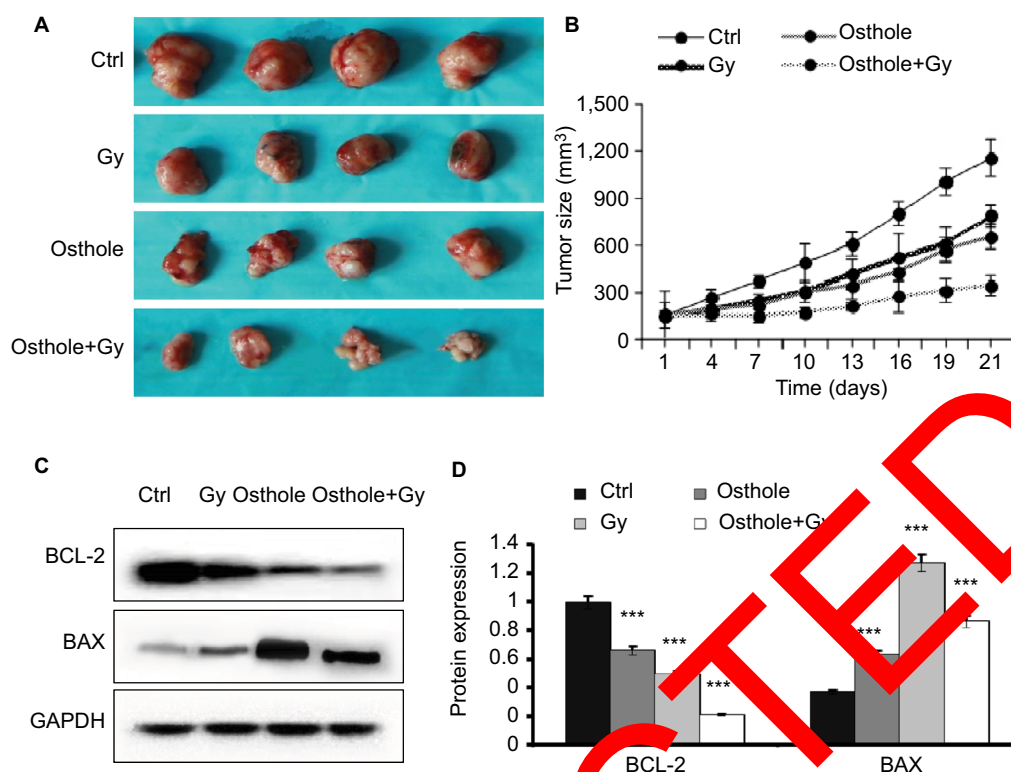 A
Ctrl
Gy
Osthole
Osthole+Gy
B
Ctrl
Osthole
Gy
Osthole+Gy
Tumor size (mm³)
1,500
1,200
900
600
300
0
1 4 7 10 13 16 19 21
Time (days)
C
Ctrl Gy Osthole Osthole+Gy
BCL-2
BAX
GAPDH
D
Ctrl
Osthole
Gy
Osthole+Gy
Protein expression
1.4
1.2
1
0.8
0.6
0
0
0
*** *** *** *** *** ***
BCL-2 BAX
TED